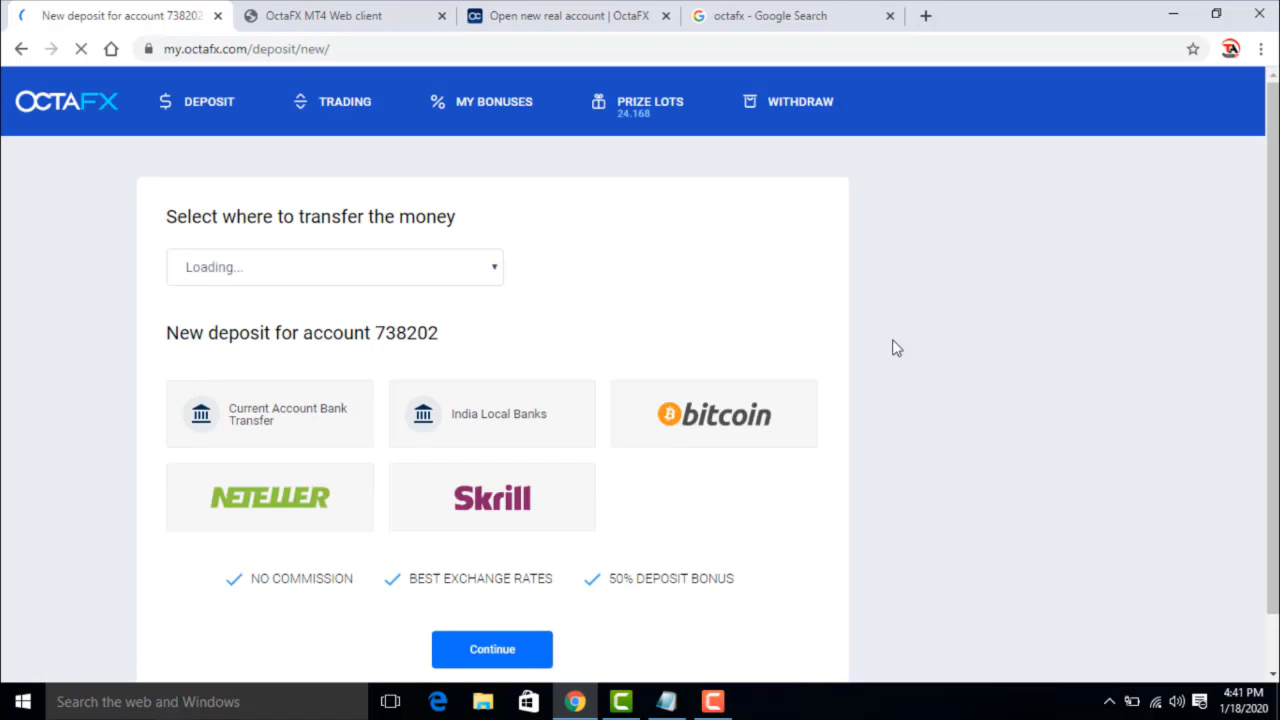 New deposit for account 738202
OctaFX MT4 Web client
Open new real account | OctaFX
octafx - Google Search
my.octafx.com/deposit/new/
OCTAFX
DEPOSIT
TRADING
MY BONUSES
PRIZE LOTS
24.168
WITHDRAW
Select where to transfer the money
Loading...
New deposit for account 738202
Current Account Bank
Transfer
India Local Banks
bitcoin
NETELLER
Skrill
NO COMMISSION
BEST EXCHANGE RATES
50% DEPOSIT BONUS
Continue
Search the web and Windows
4:41 PM
1/18/2020